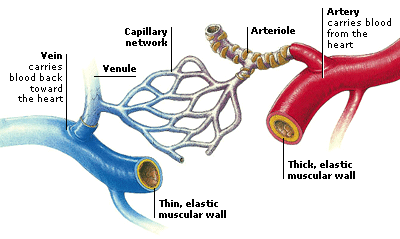 Vein
carries
blood back
toward
the heart
Venule
Capillary
network
Arteriole
Artery
carries blood
from the
heart
Thin, elastic
muscular wall
Thick, elastic
muscular wall